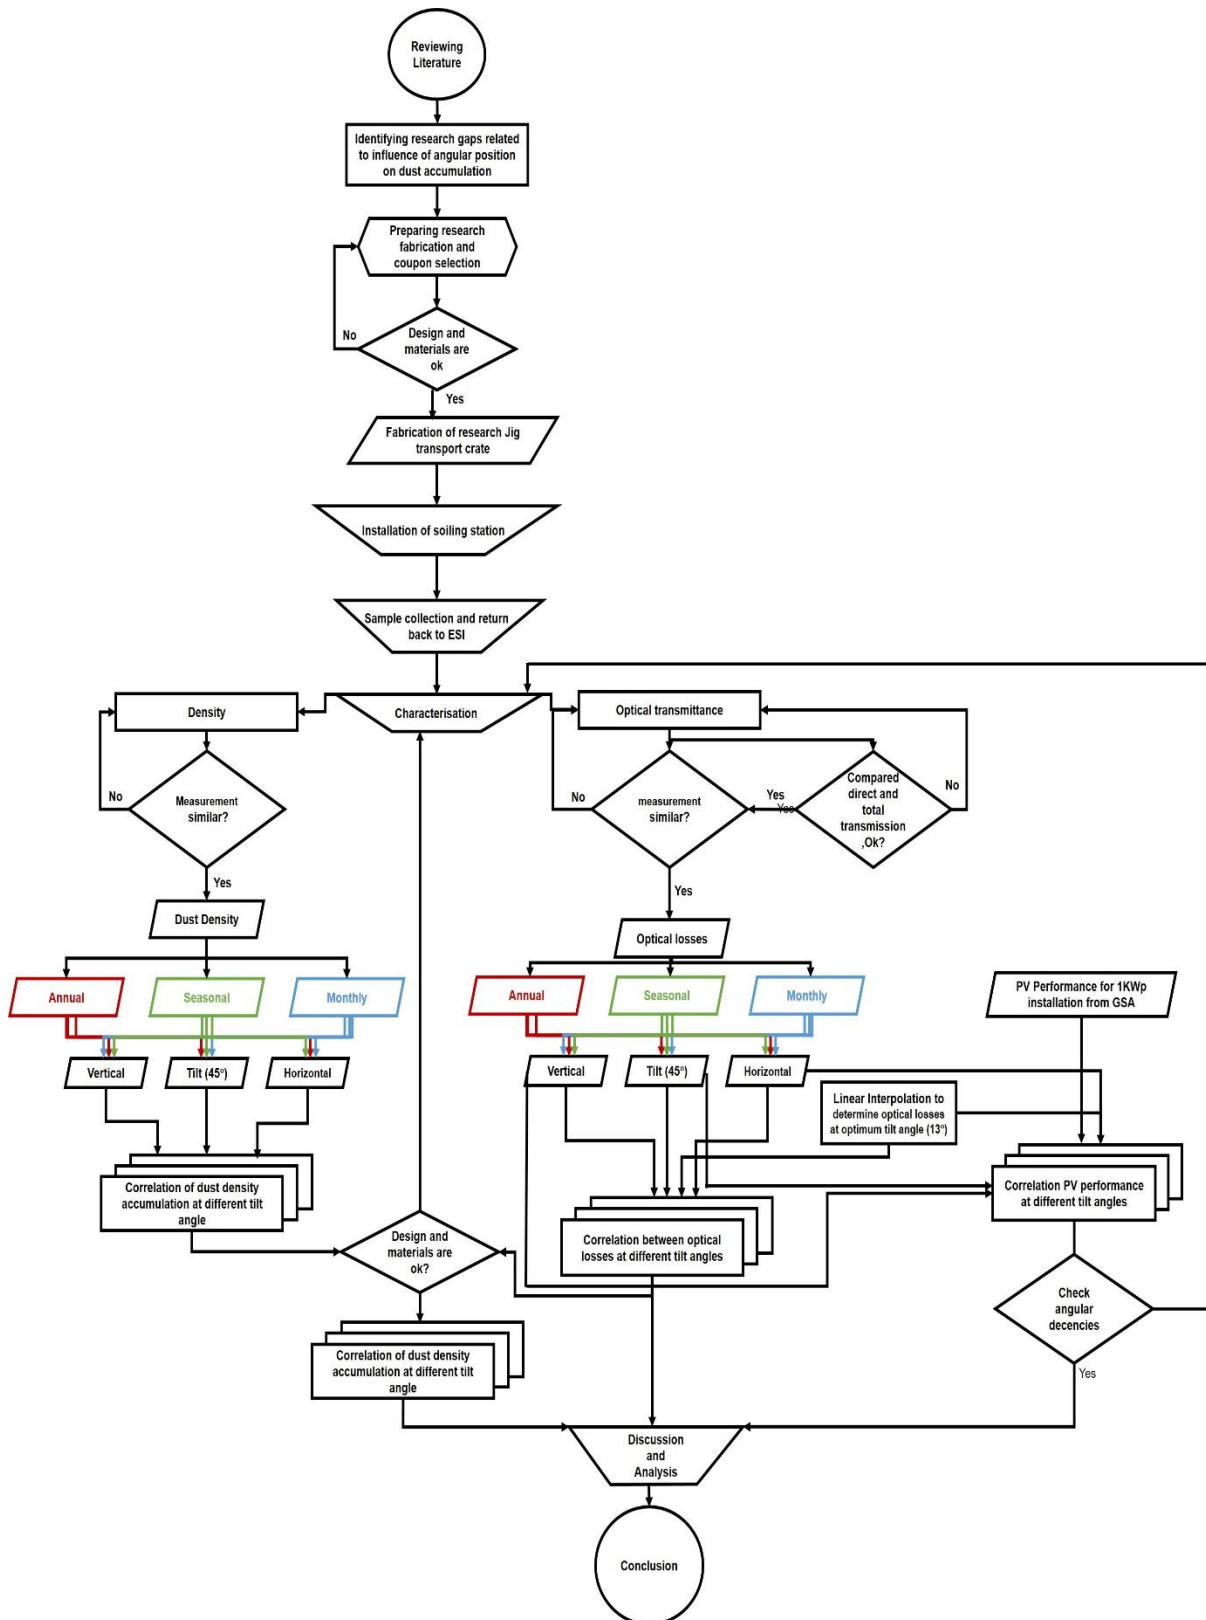 Reviewing
Literature
Identifying research gaps related
to influence of angular position
on dust accumulation
Preparing research
fabrication and
coupon selection
No
Design and
materials are
ok
Yes
Fabrication of research Jig
transport crate
Installation of soiling station
Sample collection and return
back to ESI
Density
Characterisation
Optical transmittance
No
Measurement
similar?
Yes
No
measurement
similar?
Yes
Yes
Compared
direct and
total
transmission
,Ok?
No
Yes
Dust Density
Optical losses
Annual
Seasonal
Monthly
Annual
Seasonal
Monthly
PV Performance for 1KWp
installation from GSA
Vertical
Tilt (45°)
Horizontal
Vertical
Tilt (45°)
Horizontal
Linear Interpolation to
determine optical losses
at optimum tilt angle (13°)
Correlation of dust density
accumulation at different tilt
angle
Correlation PV performance
at different tilt angles
Design and
materials are
ok?
Correlation between optical
losses at different tilt angles
Check
angular
decencies
Yes
Correlation of dust density
accumulation at different tilt
angle
Discussion
and
Analysis
Conclusion